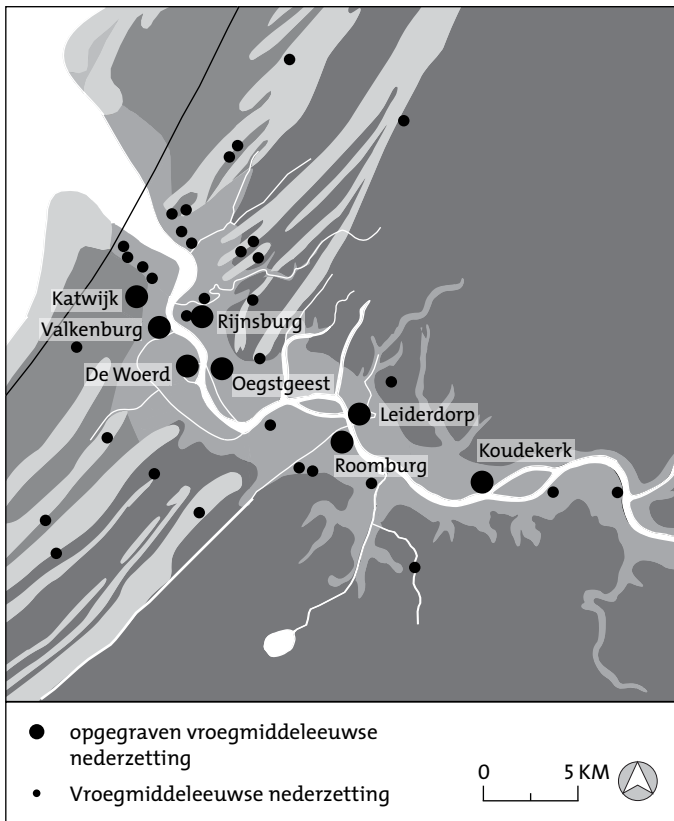 Katwijk
Valkenburg
Rijnsburg
De Woerd
Oegstgeest
Leiderdorp
Roomburg
Koudekerk
opgegraven vroegmiddeleeuwse
nederzetting
Vroegmiddeleeuwse nederzetting
0 5 KM